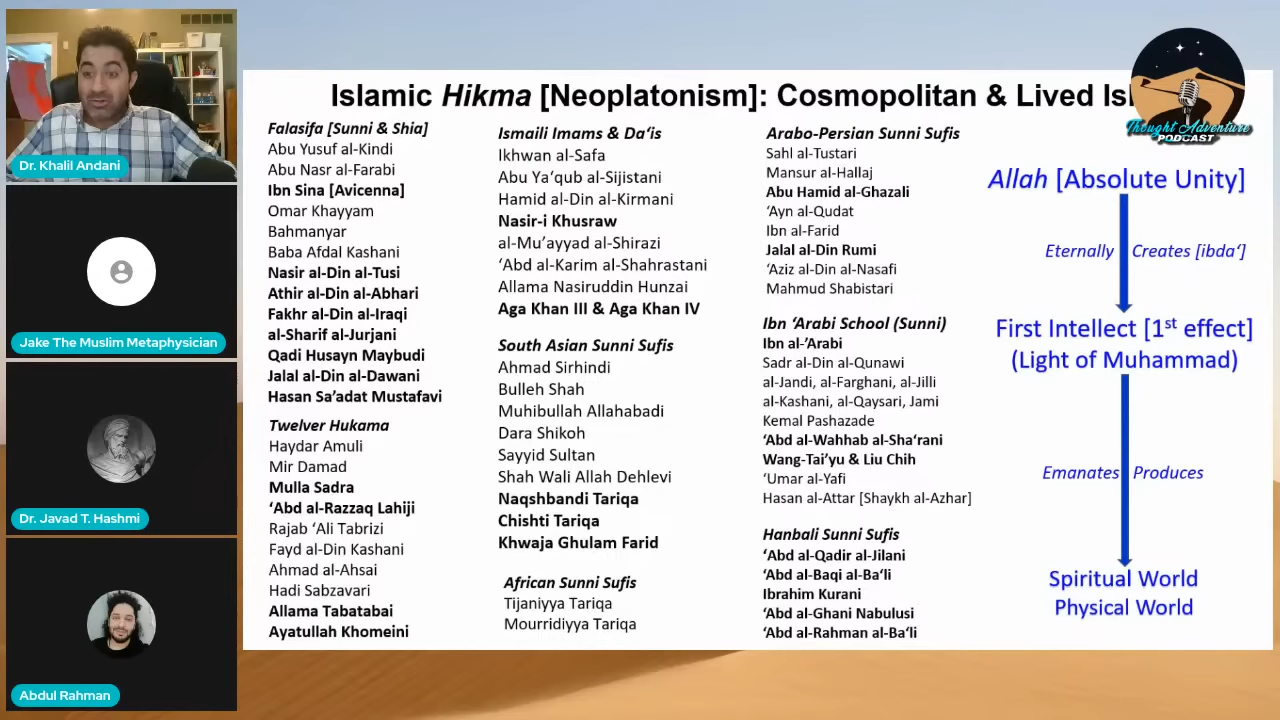 Dr. Khalil Andani
Jake The Muslim Metaphysician
Dr. Javad T. Hashmi
Abdul Rahman
Islamic Hikma [Neoplatonism]: Cosmopolitan & Lived
Thought Adventure
PODCAST
Falasifa [Sunni & Shia]
Abu Yusuf al-Kindi
Abu Nasr al-Farabi
Ibn Sina [Avicenna]
Omar Khayyam
Bahmanyar
Baba Afdal Kashani
Nasir al-Din al-Tusi
Athir al-Din al-Abhari
Fakhr al-Din al-Iraqi
al-Sharif al-Jurjani
Qadi Husayn Maybudi
Jalal al-Din al-Dawani
Hasan Sa’adat Mustafavi
Twelver Hukama
Haydar Amuli
Mir Damad
Mulla Sadra
‘Abd al-Razzaq Lahiji
Rajab ‘Ali Tabrizi
Fayd al-Din Kashani
Ahmad al-Ahsai
Hadi Sabzavari
Allama Tabatabai
Ayatullah Khomeini
Ismaili Imams & Da‘is
Ikhwan al-Safa
Abu Ya‘qub al-Sijistani
Hamid al-Din al-Kirmani
Nasir-i Khusraw
al-Mu’ayyad al-Shirazi
‘Abd al-Karim al-Shahrastani
Allama Nasiruddin Hunzai
Aga Khan III & Aga Khan IV
South Asian Sunni Sufis
Ahmad Sirhindi
Bulleh Shah
Muhibullah Allahabadi
Dara Shikoh
Sayyid Sultan
Shah Wali Allah Dehlevi
Naqshbandi Tariqa
Chishti Tariqa
Khwaja Ghulam Farid
African Sunni Sufis
Tijaniyya Tariqa
Mourridiyya Tariqa
Arabo-Persian Sunni Sufis
Sahl al-Tustari
Mansur al-Hallaj
Abu Hamid al-Ghazali
‘Ayn al-Qudat
Ibn al-Farid
Jalal al-Din Rumi
‘Aziz al-Din al-Nasafi
Mahmud Shabistari
Ibn ‘Arabi School (Sunni)
Ibn al-’Arabi
Sadr al-Din al-Qunawi
al-Jandi, al-Farghani, al-Jilli
al-Kashani, al-Qaysari, Jami
Kemal Pashazade
‘Abd al-Wahhab al-Sha‘rani
Wang-Tai’yu & Liu Chih
‘Umar al-Yafi
Hasan al-Attar [Shaykh al-Azhar]
Hanbali Sunni Sufis
‘Abd al-Qadir al-Jilani
‘Abd al-Baqi al-Ba‘li
Ibrahim Kurani
‘Abd al-Ghani Nabulusi
‘Abd al-Rahman al-Ba‘li
Allah [Absolute Unity]
Eternally Creates [ibda‘]
First Intellect [1st effect]
(Light of Muhammad)
Emanates Produces
Spiritual World
Physical World